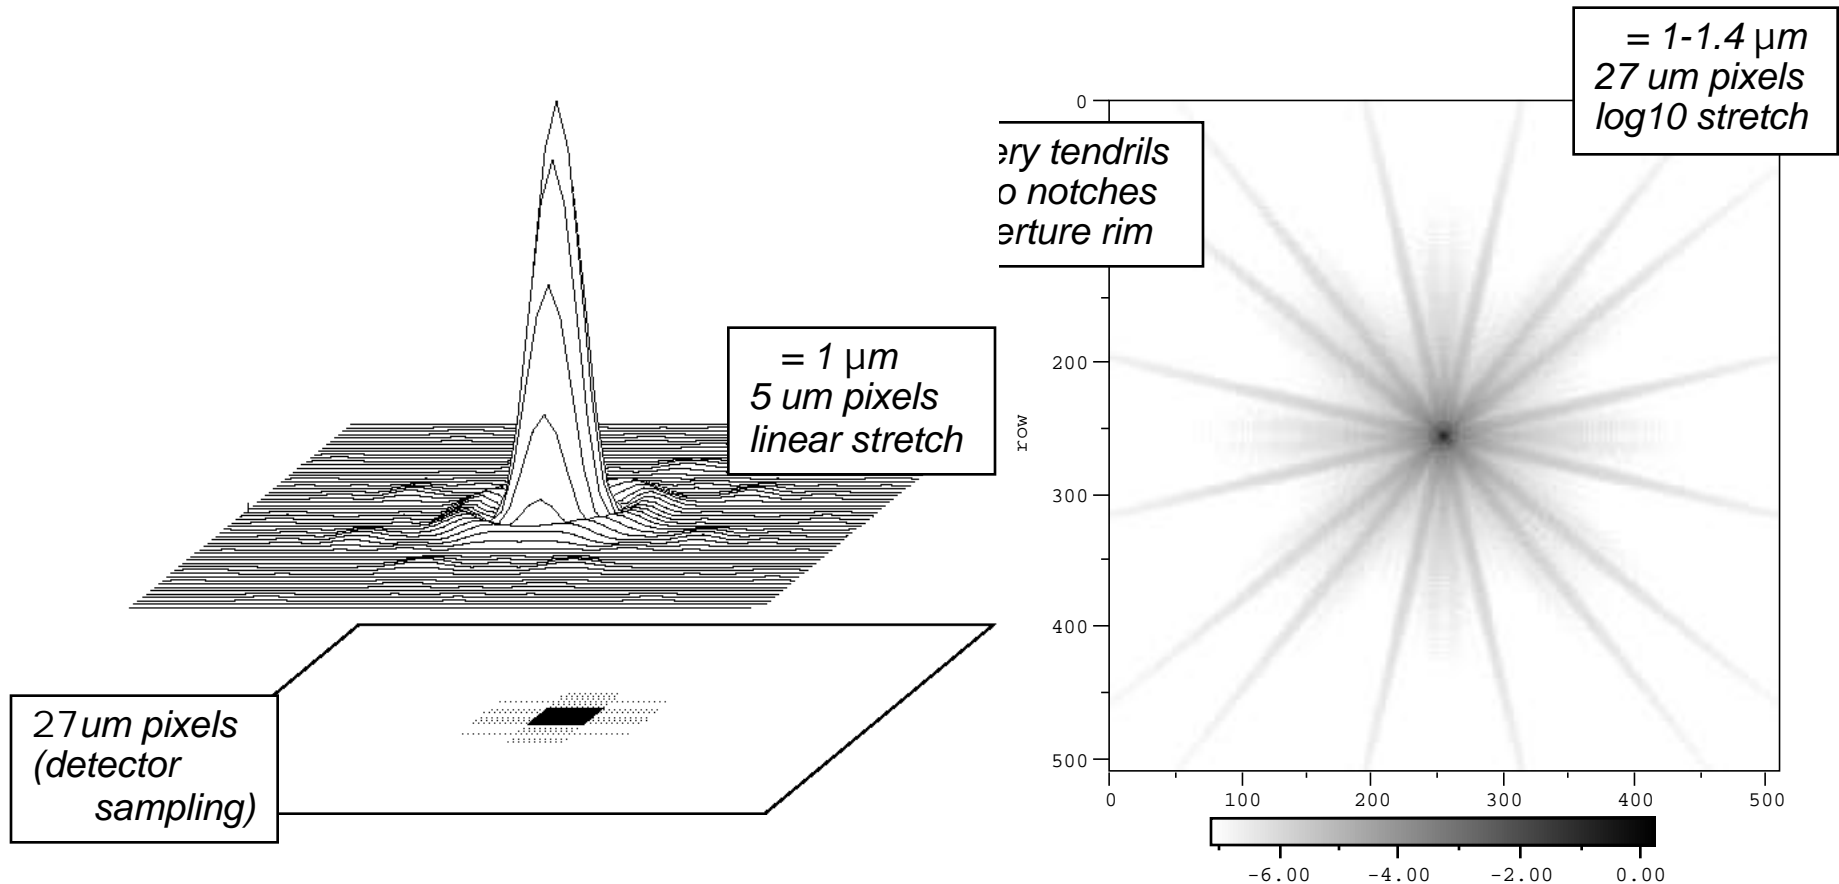 = 1 µm
5 um pixels
linear stretch
27um pixels
(detector
sampling)
= 1-1.4 µm
27 um pixels
log10 stretch
ery tendrils
o notches
erture rim
row
0
200
300
400
500
0 100 200 300 400 500
-6.00 -4.00 -2.00 0.00